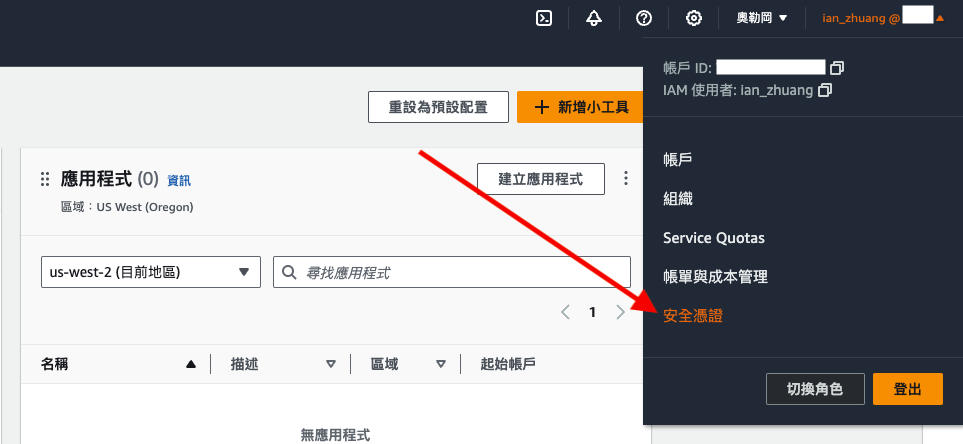 奧勒岡 ian_zhuang @
帳戶 ID:
IAM 使用者: ian_zhuang
重設為預設配置 新增小工具
應用程式 (0) 資訊 建立應用程式
區域：US West (Oregon)
us-west-2 (目前地區) 尋找應用程式
1
名稱 描述 區域 起始帳戶
無應用程式
帳戶
組織
Service Quotas
帳單與成本管理
安全憑證
切換角色 登出